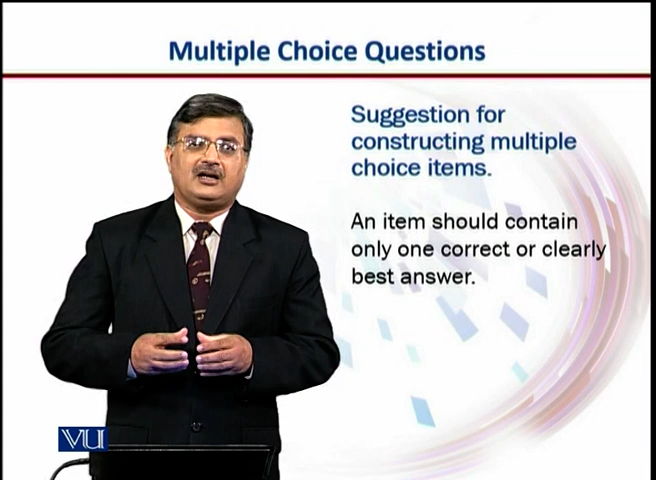 Multiple Choice Questions
Suggestion for
constructing multiple
choice items.
An item should contain
only one correct or clearly
best answer.
VU